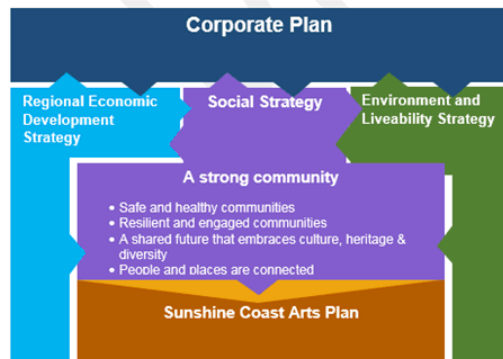 Corporate Plan
Regional Economic
Development
Strategy
Social Strategy
Environment and
Liveability Strategy
A strong community
• Safe and healthy communities
• Resilient and engaged communities
• A shared future that embraces culture, heritage &
diversity
• People and places are connected
Sunshine Coast Arts Plan